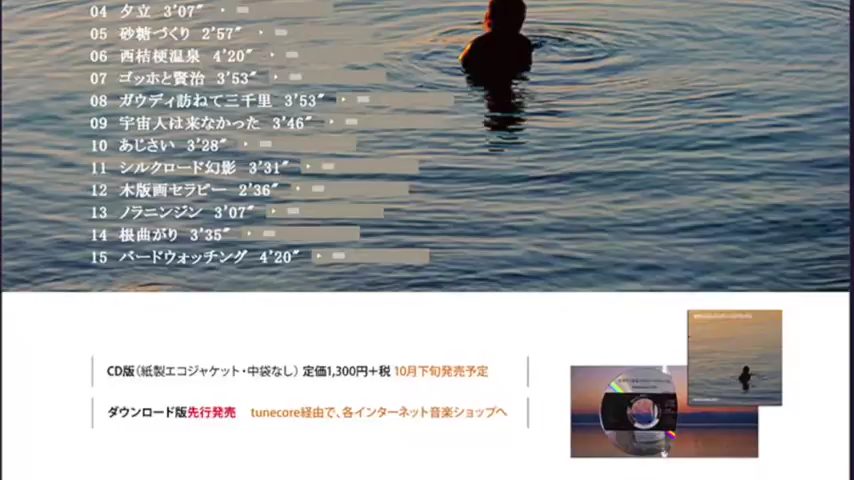 04 夕立 3'07"
05 砂糖づくり 2'57"
06 西桔梗温泉 4'20"
07 ゴッホと賢治 3'53"
08 ガウディ訪ねて三千里 3'53"
09 宇宙人は来なかった 3'46"
10 あじさい 3'28"
11 シルクロード幻影 3'31"
12 木版画セラピー 2'36"
13 ノラニンジン 3'07"
14 根曲がり 3'35"
15 バードウォッチング 4'20"
CD版(紙製エコジャケット・中袋なし) 定価1,300円+税 10月下旬発売予定
ダウンロード版先行発売 tunecore経由で、各インターネット音楽ショップへ